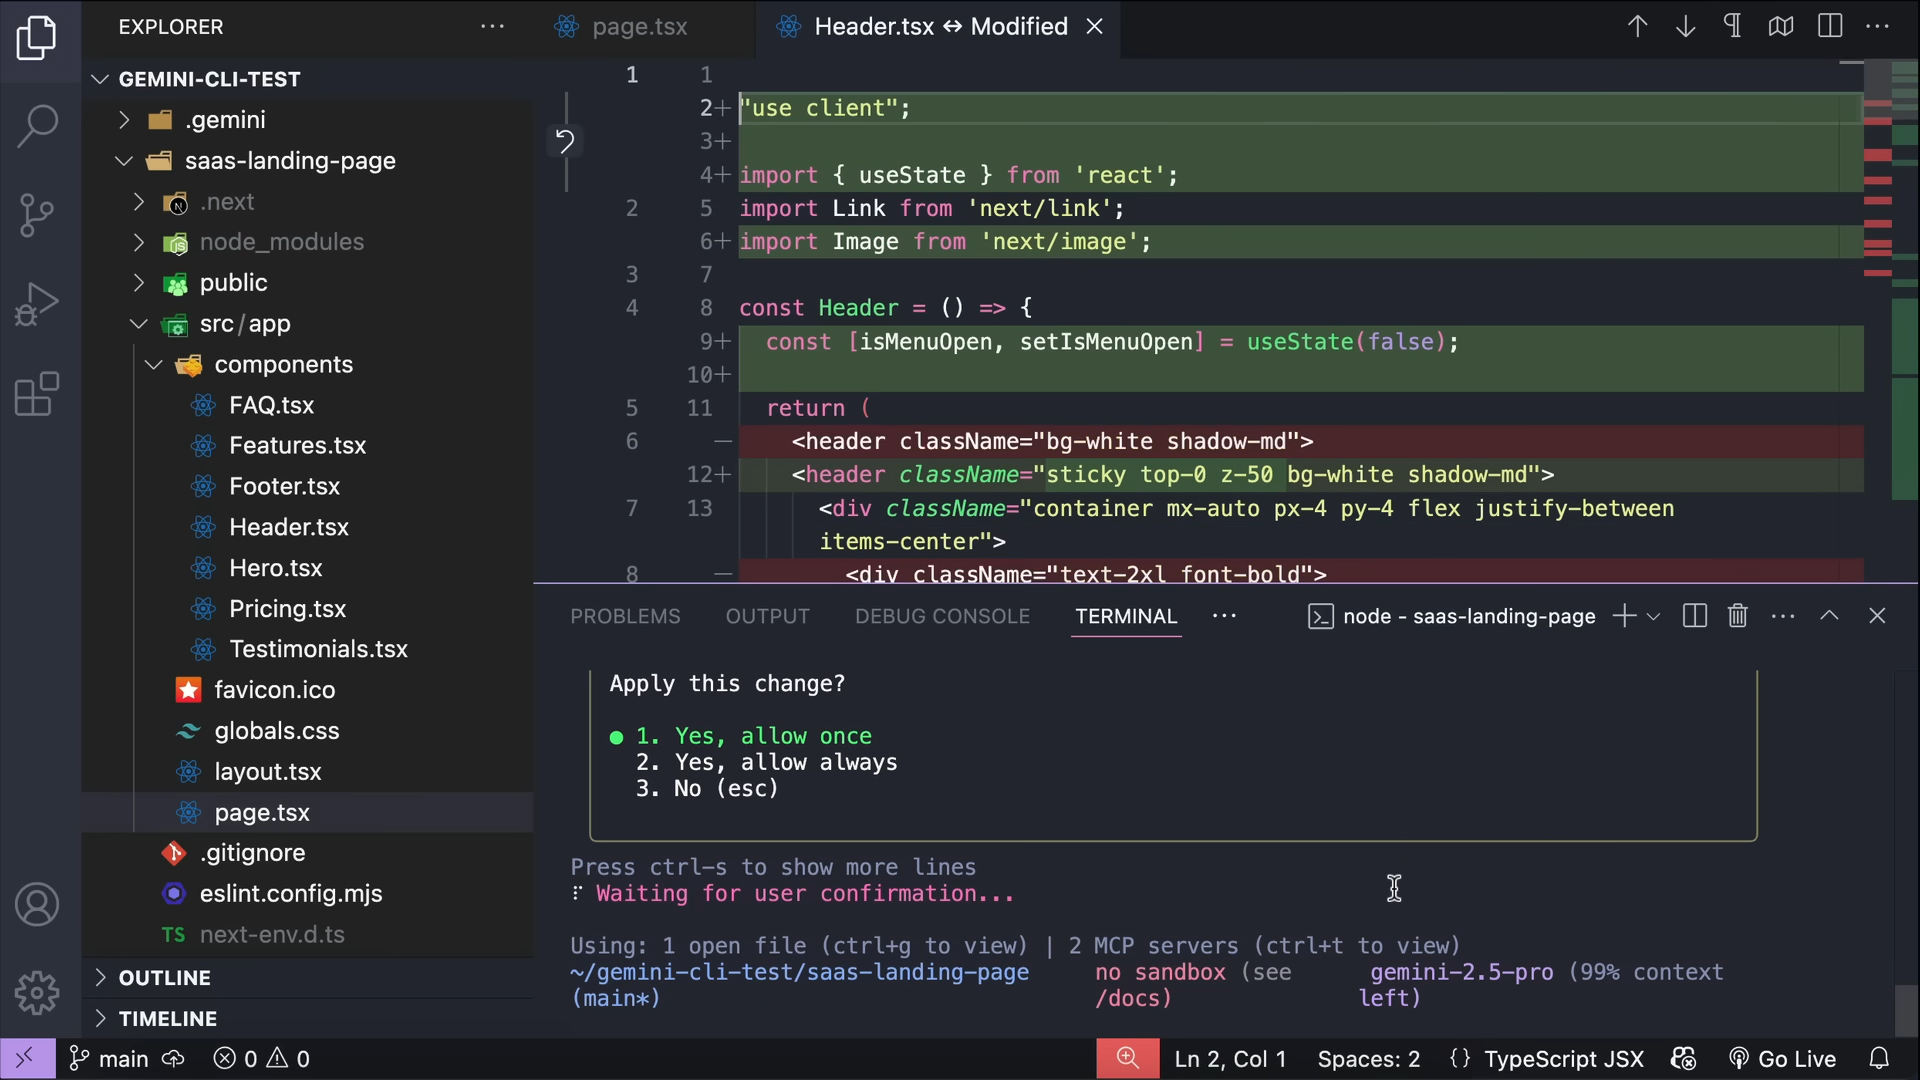 EXPLORER
GEMINI-CLI-TEST
.gemini
saas-landing-page
.next
node_modules
public
src/app
components
FAQ.tsx
Features.tsx
Footer.tsx
Header.tsx
Hero.tsx
Pricing.tsx
Testimonials.tsx
favicon.ico
globals.css
layout.tsx
page.tsx
.gitignore
eslint.config.mjs
TS next-env.d.ts
OUTLINE
TIMELINE
page.tsx
Header.tsx ↔ Modified
1 1
2+ "use client";
3+
4+ import { useState } from 'react';
2 5 import Link from 'next/link';
6+ import Image from 'next/image';
3 7
4 8 const Header = () => {
9+ const [isMenuOpen, setIsMenuOpen] = useState(false);
10+
5 11 return (
6 — <header className="bg-white shadow-md">
12+ <header className="sticky top-0 z-50 bg-white shadow-md">
7 13 <div className="container mx-auto px-4 py-4 flex justify-between
items-center">
8 — <div className="text-2xl font-bold">
PROBLEMS OUTPUT DEBUG CONSOLE TERMINAL ··· node - saas-landing-page
Apply this change?
● 1. Yes, allow once
2. Yes, allow always
3. No (esc)
Press ctrl-s to show more lines
⠏ Waiting for user confirmation...
Using: 1 open file (ctrl+g to view) | 2 MCP servers (ctrl+t to view)
~/gemini-cli-test/saas-landing-page no sandbox (see gemini-2.5-pro (99% context
(main*) /docs) left)
main 0 0 Ln 2, Col 1 Spaces: 2 {} TypeScript JSX Go Live